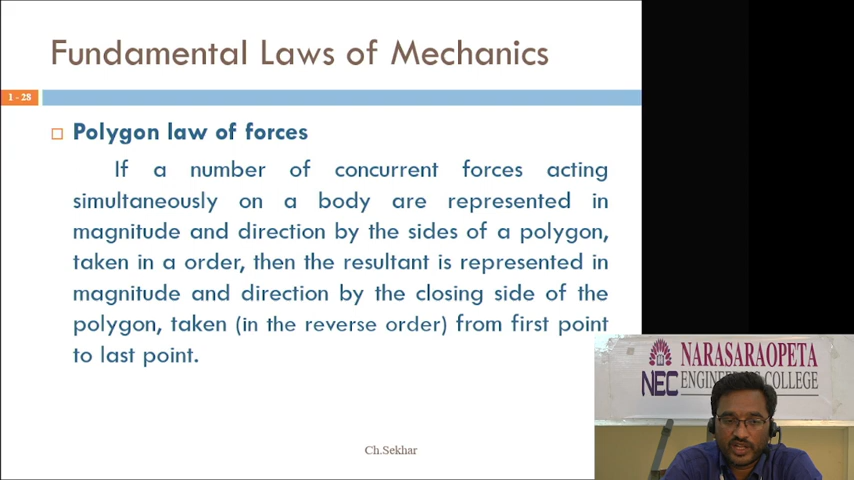 Fundamental Laws of Mechanics
1 - 28
Polygon law of forces
If a number of concurrent forces acting
simultaneously on a body are represented in
magnitude and direction by the sides of a polygon,
taken in a order, then the resultant is represented in
magnitude and direction by the closing side of the
polygon, taken (in the reverse order) from first point
to last point.
NARASARAOPETA
NEC
COLLEGE
Ch.Sekhar